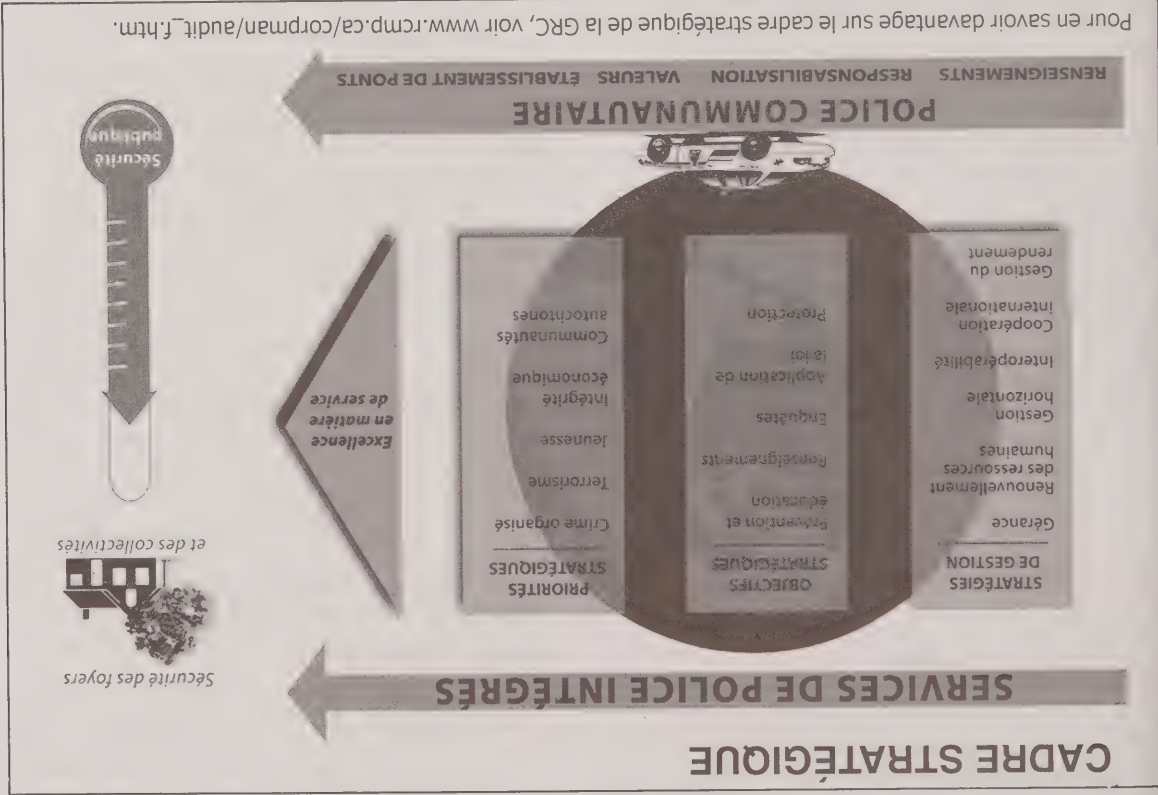 CADRE STRATÉGIQUE
SERVICES DE POLICE INTÉGRÉS
STRATÉGIES
DE GESTION
Gérance
Renouvellement
des ressources
humaines
Gestion
horizontale
Interopérabilité
Coopération
internationale
Gestion du
rendement
OBJECTIFS
STRATÉGIQUES
Prévention et
éducation
Renseignements
Enquêtes
Application de
la loi
Protection
PRIORITÉS
STRATÉGIQUES
Crime organisé
Terrorisme
Jeunesse
Intégrité
économique
Communautés
autochtones
Excellence
en matière
de service
Sécurité des foyers
et des collectivités
Sécurité
publique
POLICE COMMUNAUTAIRE
RENSEIGNEMENTS RESPONSABILISATION VALEURS ÉTABLISSEMENT DE PONTS
Pour en savoir davantage sur le cadre stratégique de la GRC, voir www.rcmp.ca/corpman/audit_f.htm.